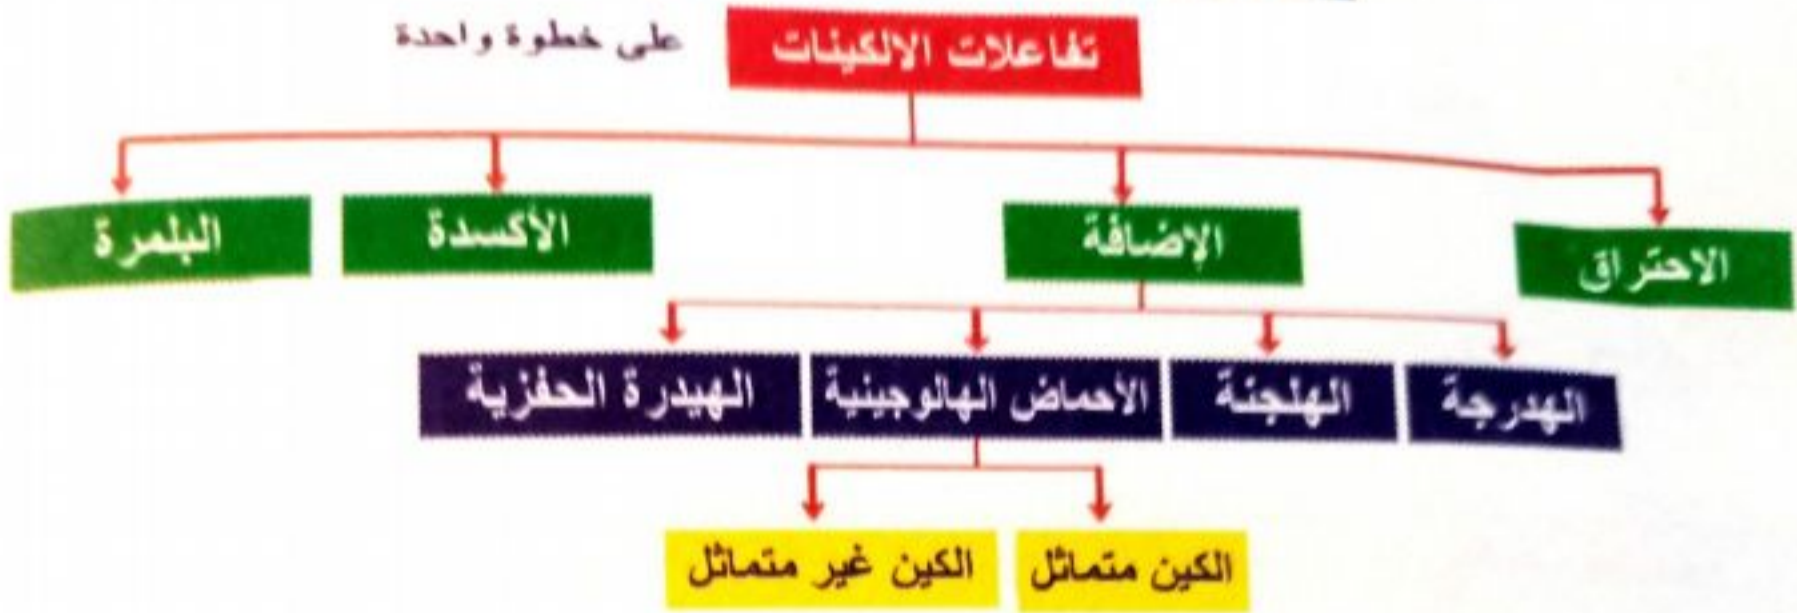 تفاعلات الالكينات على خطوة واحدة
الاحتراق الإضافة الأكسدة البلمرة
الهدرجة الهلجنة الأحماض الهالوجينية الهيدرة الحفزية
الكين متماثل الكين غير متماثل